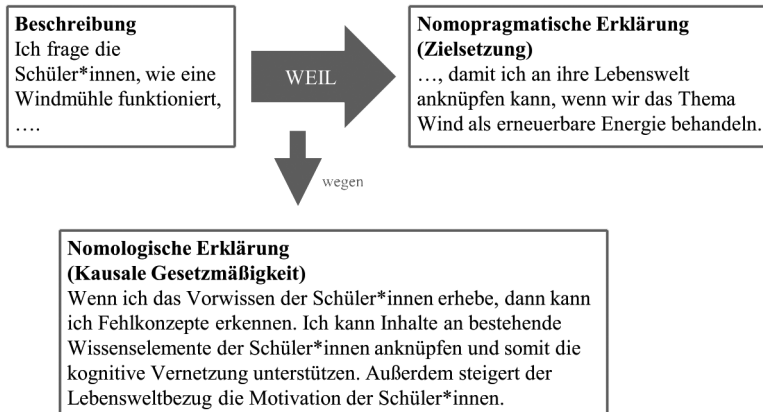 Beschreibung
Ich frage die
Schüler*innen, wie eine
Windmühle funktioniert,
….
WEIL
Nomopragmatische Erklärung
(Zielsetzung)
…, damit ich an ihre Lebenswelt
anknüpfen kann, wenn wir das Thema
Wind als erneuerbare Energie behandeln.
wegen
Nomologische Erklärung
(Kausale Gesetzmäßigkeit)
Wenn ich das Vorwissen der Schüler*innen erhebe, dann kann
ich Fehlkonzepte erkennen. Ich kann Inhalte an bestehende
Wissenselemente der Schüler*innen anknüpfen und somit die
kognitive Vernetzung unterstützen. Außerdem steigert der
Lebensweltbezug die Motivation der Schüler*innen.